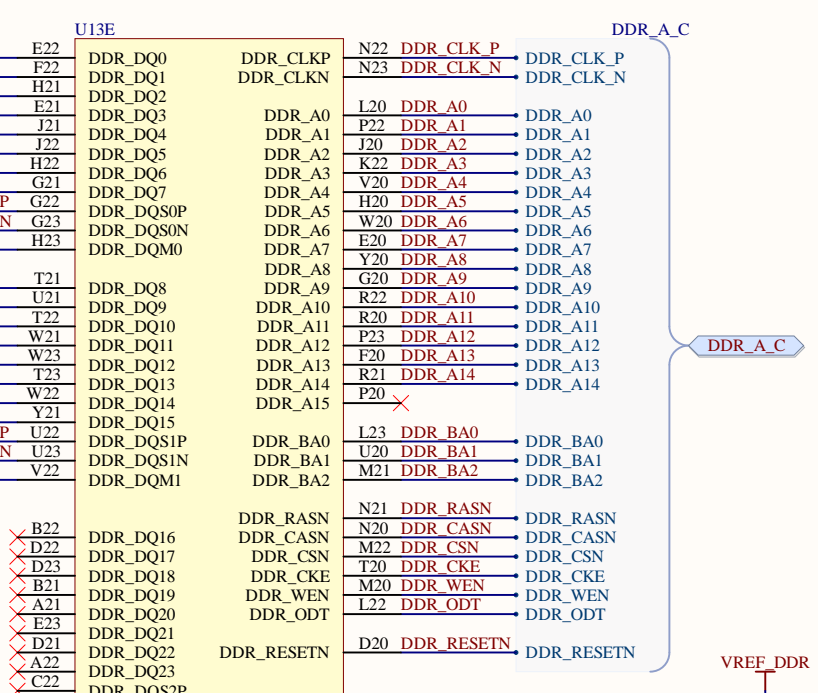 U13E DDR_A_C
E22 DDR_DQ0 DDR_CLKP N22 DDR_CLK_P DDR_CLK_P
F22 DDR_DQ1 DDR_CLKN N23 DDR_CLK_N DDR_CLK_N
H21 DDR_DQ2
E21 DDR_DQ3 DDR_A0 L20 DDR_A0 DDR_A0
J21 DDR_DQ4 DDR_A1 P22 DDR_A1 DDR_A1
J22 DDR_DQ5 DDR_A2 J20 DDR_A2 DDR_A2
H22 DDR_DQ6 DDR_A3 K22 DDR_A3 DDR_A3
G21 DDR_DQ7 DDR_A4 V20 DDR_A4 DDR_A4
P G22 DDR_DQS0P DDR_A5 H20 DDR_A5 DDR_A5
N G23 DDR_DQS0N DDR_A6 W20 DDR_A6 DDR_A6
H23 DDR_DQM0 DDR_A7 E20 DDR_A7 DDR_A7
DDR_A8 Y20 DDR_A8 DDR_A8
T21 DDR_DQ8 DDR_A9 G20 DDR_A9 DDR_A9
U21 DDR_DQ9 DDR_A10 R22 DDR_A10 DDR_A10
T22 DDR_DQ10 DDR_A11 R20 DDR_A11 DDR_A11
W21 DDR_DQ11 DDR_A12 P23 DDR_A12 DDR_A12 DDR_A_C
W23 DDR_DQ12 DDR_A13 F20 DDR_A13 DDR_A13
T23 DDR_DQ13 DDR_A14 R21 DDR_A14 DDR_A14
W22 DDR_DQ14 DDR_A15 P20
Y21 DDR_DQ15
P U22 DDR_DQS1P DDR_BA0 L23 DDR_BA0 DDR_BA0
N U23 DDR_DQS1N DDR_BA1 U20 DDR_BA1 DDR_BA1
V22 DDR_DQM1 DDR_BA2 M21 DDR_BA2 DDR_BA2
DDR_RASN N21 DDR_RASN DDR_RASN
B22 DDR_DQ16 DDR_CASN N20 DDR_CASN DDR_CASN
D22 DDR_DQ17 DDR_CSN M22 DDR_CSN DDR_CSN
D23 DDR_DQ18 DDR_CKE T20 DDR_CKE DDR_CKE
B21 DDR_DQ19 DDR_WEN M20 DDR_WEN DDR_WEN
A21 DDR_DQ20 DDR_ODT L22 DDR_ODT DDR_ODT
E23 DDR_DQ21
D21 DDR_DQ22 DDR_RESETN D20 DDR_RESETN DDR_RESETN
A22 DDR_DQ23 VREF_DDR
C22 DDR_DQS2P